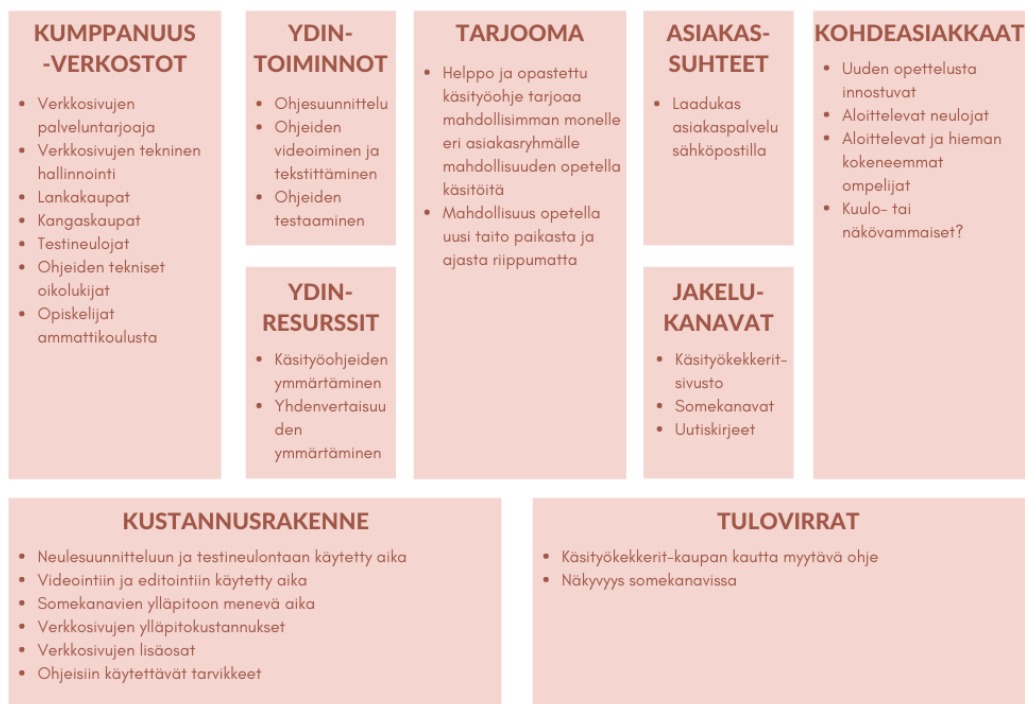 KUMPPANUUS
-VERKOSTOT
• Verkkosivujen
palveluntarjoaja
• Verkkosivujen tekninen
hallinnointi
• Lankakaupat
• Kangaskaupat
• Testineulojat
• Ohjeiden tekniset
oikolukijat
• Opiskelijat
ammattikoulusta
YDIN-
TOIMINNOT
• Ohjesuunnittelu
• Ohjeiden
videoiminen ja
tekstittäminen
• Ohjeiden
testaaminen
YDIN-
RESURSSIT
• Käsityöohjeiden
ymmärtäminen
• Yhdenvertaisuu
den
ymmärtäminen
TARJOOMA
• Helppo ja opastettu
käsityöohje tarjoaa
mahdollisimman monelle
eri asiakasryhmälle
mahdollisuuden opetella
käsitöitä
• Mahdollisuus opetella
uusi taito paikasta ja
ajasta riippumatta
ASIAKAS-
SUHTEET
• Laadukas
asiakaspalvelu
sähköpostilla
JAKELU-
KANAVAT
• Käsityökekkerit-
sivusto
• Somekanavat
• Uutiskirjeet
KOHDEASIAKKAAT
• Uuden opettelusta
innostuvat
• Aloittelevat neulojat
• Aloittelevat ja hieman
kokeneemmat
ompelijat
• Kuulo- tai
näkövammaiset?
KUSTANNUSRAKENNE
• Neulesuunnitteluun ja testineulontaan käytetty aika
• Videointiin ja editointiin käytetty aika
• Somekanavien ylläpitoon menevä aika
• Verkkosivujen ylläpitokustannukset
• Verkkosivujen lisäosat
• Ohjeisiin käytettävät tarvikkeet
TULOVIRRAT
• Käsityökekkerit-kaupan kautta myytävä ohje
• Näkyvyys somekanavissa